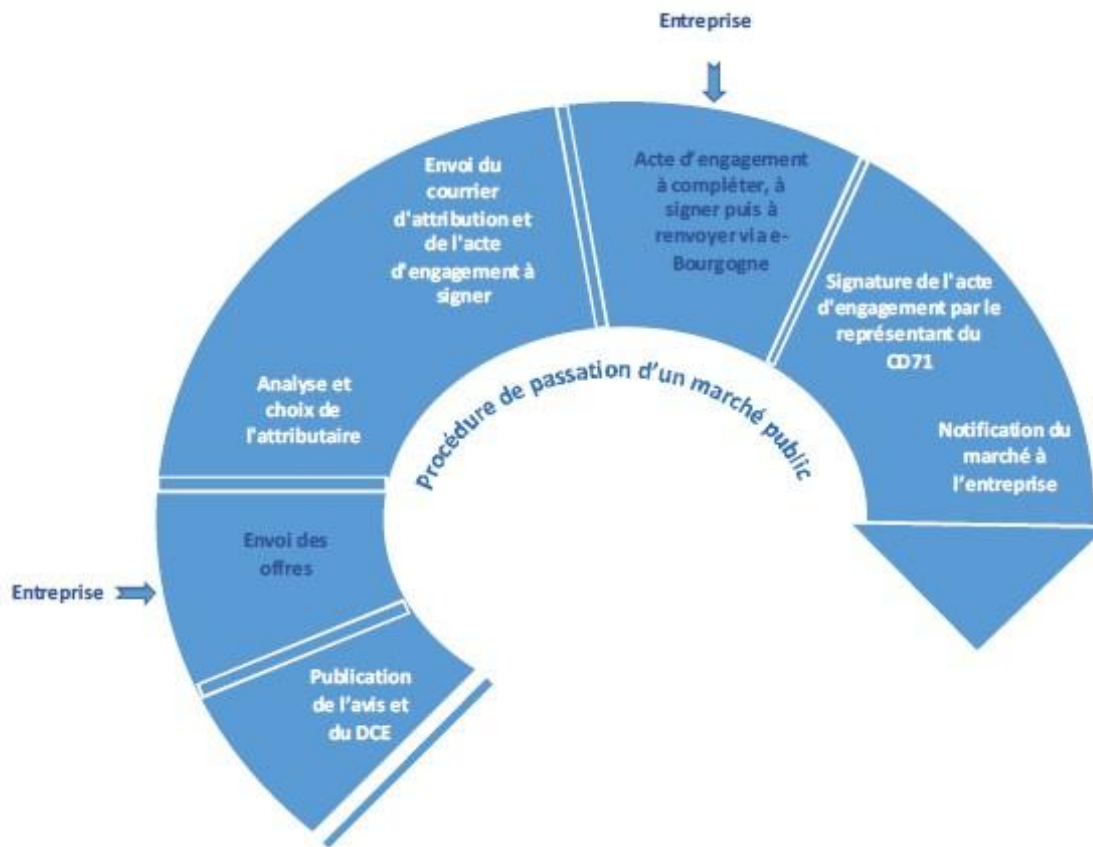 Entreprise
Publication
de l'avis et
du DCE
Entreprise
Envoi des
offres
Analyse et
choix de
l'attributaire
Envoi du
courrier
d'attribution et
de l'acte
d'engagement à
signer
Acte d'engagement
à compléter, à
signer puis à
renvoyer via e-
Bourgogne
Signature de l'acte
d'engagement par le
représentant du
CD71
Notification du
marché à
l'entreprise
Procédure de passation d'un marché public